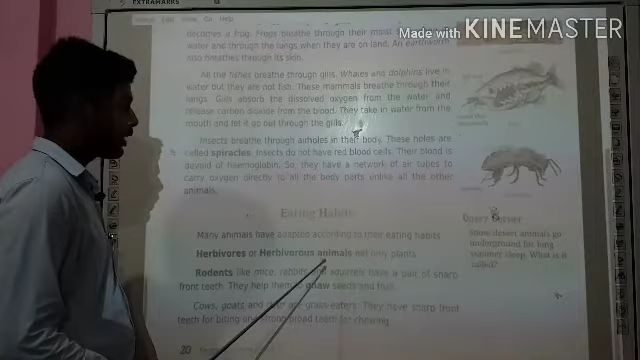 EXTRAMARKS
Made with KINEMASTER
becomes a frog. Frogs breathe through their moist
water and through the lungs when they are on land. An earthworm
also breathes through its skin.
All the fishes breathe through gills. Whales and dolphins live in
water but they are not fish. These mammals breathe through their
lungs. Gills absorb the dissolved oxygen from the water and
release carbon dioxide from the blood. They take in water from the
mouth and let it go out through the gills.
Insects breathe through airholes in their body. These holes are
called spiracles. Insects do not have red blood cells. Their blood is
devoid of haemoglobin. So, they have a network of air tubes to
carry oxygen directly to all the body parts unlike all the other
animals.
Eating Habits
Many animals have adapted according to their eating habits
Herbivores or Herbivorous animals eat only plants
Rodents like mice, rabbits and squirrels have a pair of sharp
front teeth. They help them to gnaw seeds and fruit
Cows, goats and deer are grass-eaters. They have sharp front
teeth for biting and strong broad teeth for chewing
20
Some desert animals go
underground for long
summer sleep. What is it
called?